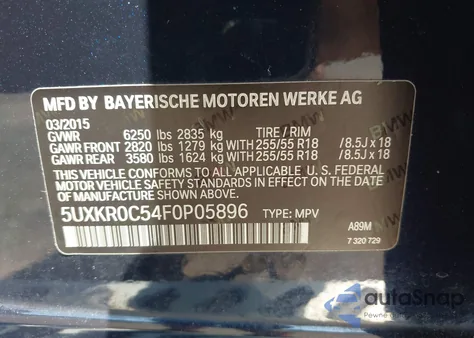 MFD BY BAYERISCHE MOTOREN WERKE AG
03/2015
GVWR 6250 lbs 2835 kg TIRE / RIM
GAWR FRONT 2820 lbs 1279 kg WITH 255/55 R18 / 8.5J x 18
GAWR REAR 3580 lbs 1624 kg WITH 255/55 R18 / 8.5J x 18
THIS VEHICLE CONFORMS TO ALL APPLICABLE U.S. FEDERAL
MOTOR VEHICLE SAFETY STANDARDS IN EFFECT ON
THE DATE OF MANUFACTURE SHOWN ABOVE.
5UXKR0C54F0P05896 TYPE: MPV
A89M
7 320 729
autoSnap